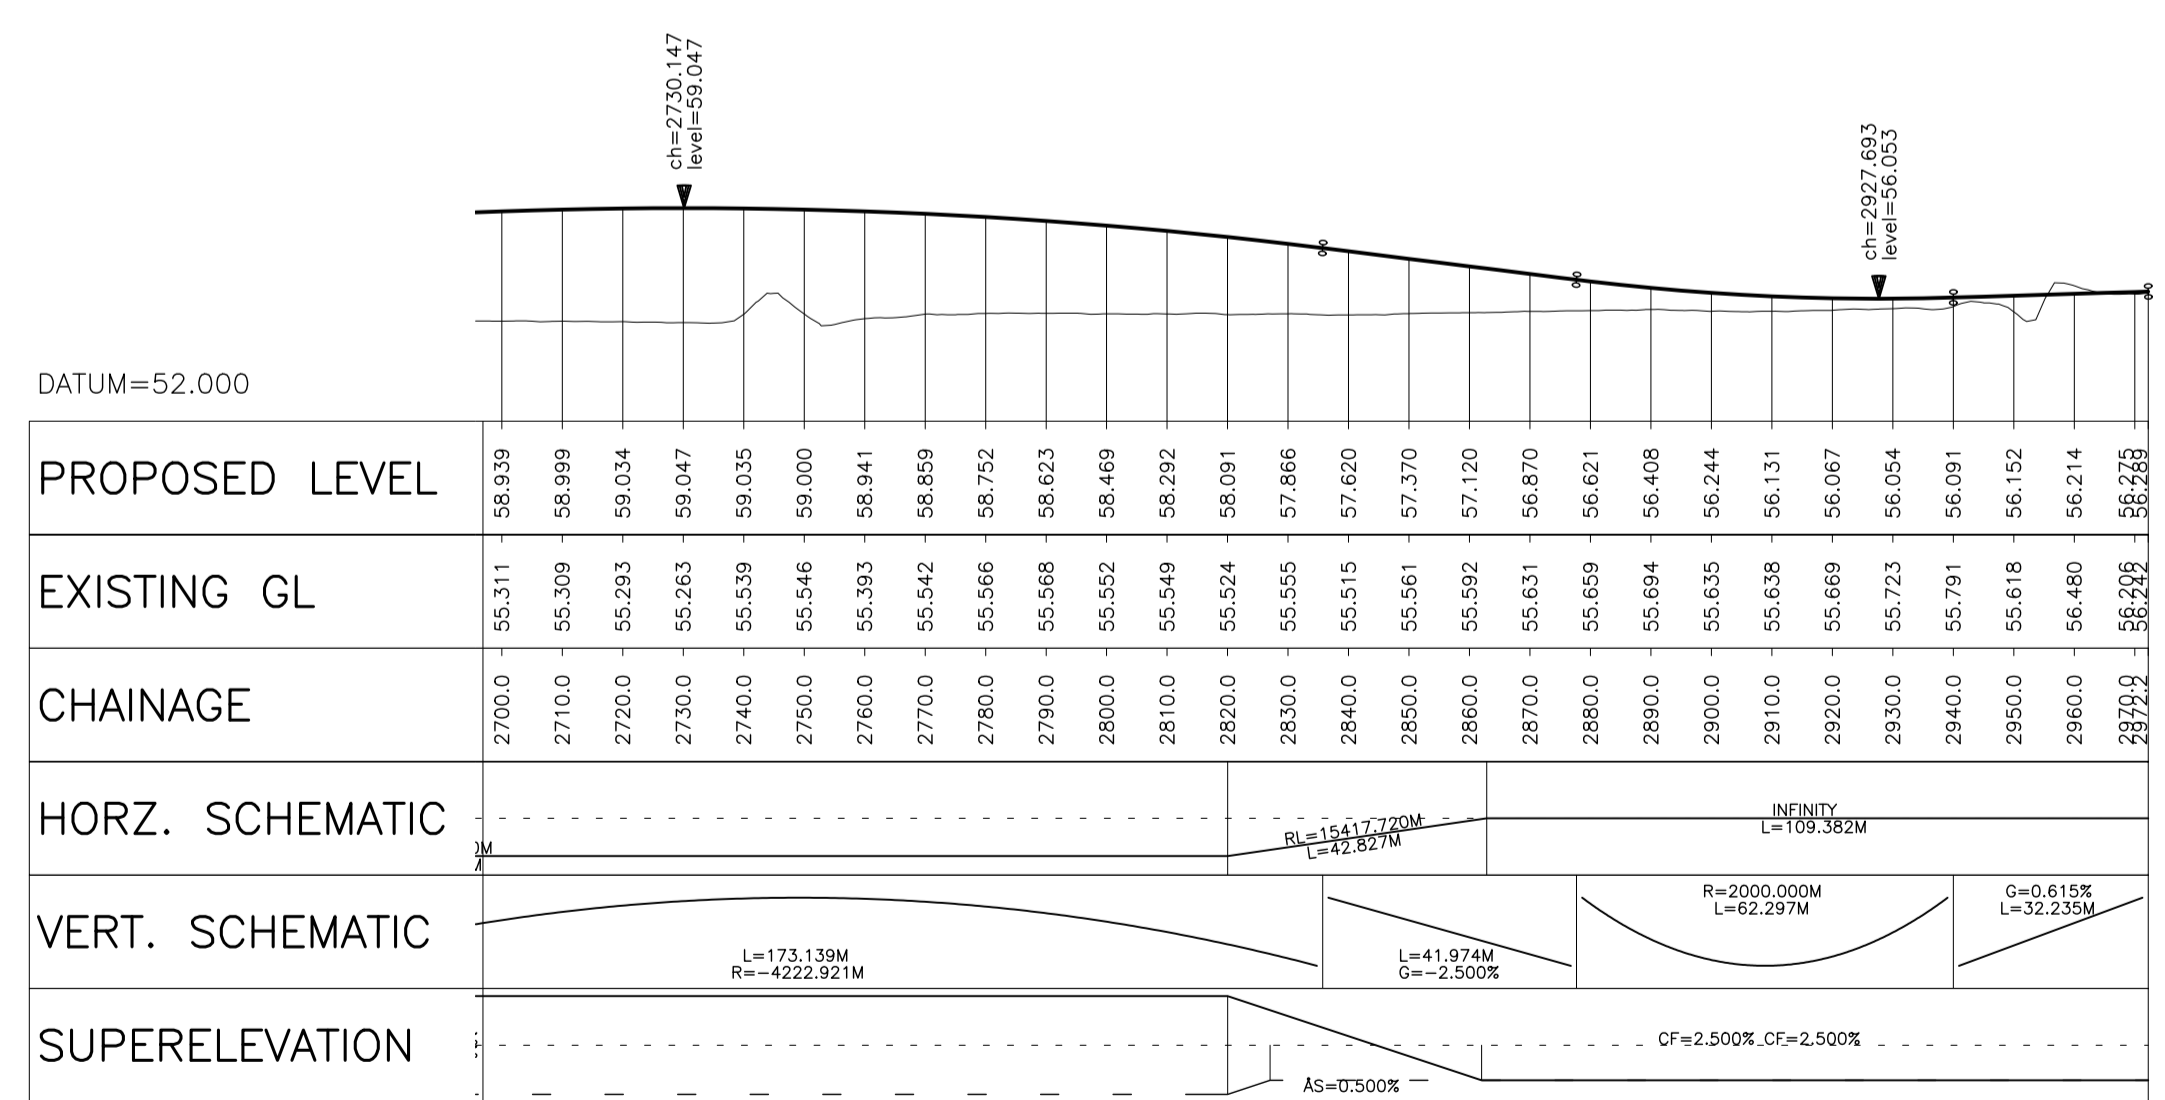 ch=2730.147
level=59.047
ch=2927.693
level=56.053
DATUM=52.000
PROPOSED LEVEL
58.939 58.999 59.034 59.047 59.035 59.000 58.941 58.859 58.752 58.623 58.469 58.292 58.091 57.866 57.620 57.370 57.120 56.870 56.621 56.408 56.244 56.131 56.067 56.054 56.091 56.152 56.214 56.275 56.289
EXISTING GL
55.311 55.309 55.293 55.263 55.539 55.546 55.393 55.542 55.566 55.568 55.552 55.549 55.524 55.555 55.515 55.561 55.592 55.631 55.659 55.694 55.635 55.638 55.669 55.723 55.791 55.618 56.480 56.206 56.242
CHAINAGE
2700.0 2710.0 2720.0 2730.0 2740.0 2750.0 2760.0 2770.0 2780.0 2790.0 2800.0 2810.0 2820.0 2830.0 2840.0 2850.0 2860.0 2870.0 2880.0 2890.0 2900.0 2910.0 2920.0 2930.0 2940.0 2950.0 2960.0 2970.0 2972.2
HORZ. SCHEMATIC
RL=15417.720M
L=42.827M
INFINITY
L=109.382M
VERT. SCHEMATIC
L=173.139M
R=-4222.921M
L=41.974M
G=-2.500%
R=2000.000M
L=62.297M
G=0.615%
L=32.235M
SUPERELEVATION
ÅS=0.500%
CF=2.500% CF=2.500%